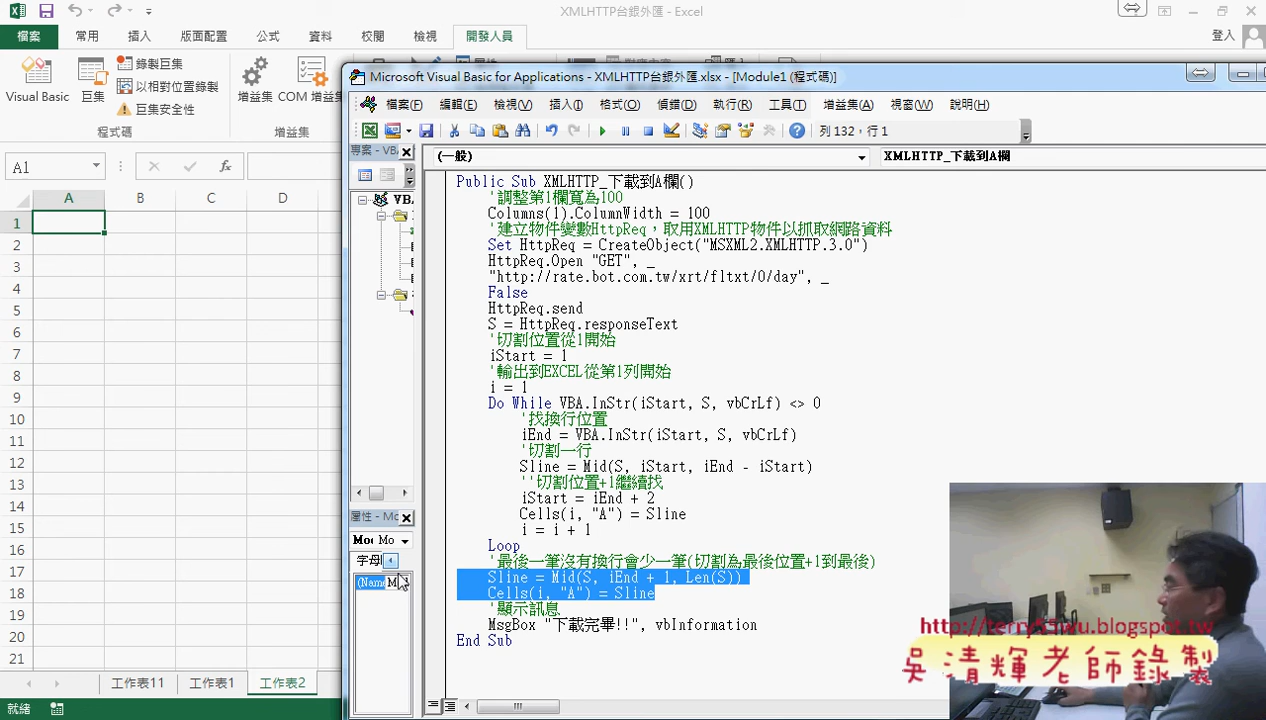 XMLHTTP台銀外匯 - Excel
檔案 常用 插入 版面配置 公式 資料 校閱 檢視 開發人員 登入
Visual Basic 巨集 錄製巨集 以相對位置錄製 巨集安全性 增益集 COM 增益集
程式碼 增益集
A1 fx
A B C D
1
2
3
4
5
6
7
8
9
10
11
12
13
14
15
16
17
18
19
20
21
工作表11 工作表1 工作表2
就緒
Microsoft Visual Basic for Applications - XMLHTTP台銀外匯.xlsx - [Module1 (程式碼)]
檔案(F) 編輯(E) 檢視(V) 插入(I) 格式(O) 偵錯(D) 執行(R) 工具(T) 增益集(A) 視窗(W) 說明(H)
列 132，行 1
專案 - VB
(一般) XMLHTTP_下載到A欄
Public Sub XMLHTTP_下載到A欄()
'調整第1欄寬為100
Columns(1).ColumnWidth = 100
'建立物件變數HttpReq，取用XMLHTTP物件以抓取網路資料
Set HttpReq = CreateObject("MSXML2.XMLHTTP.3.0")
HttpReq.Open "GET", _
"http://rate.bot.com.tw/xrt/fltxt/0/day", _
False
HttpReq.send
S = HttpReq.responseText
'切割位置從1開始
iStart = 1
'輸出到EXCEL從第1列開始
i = 1
Do While VBA.InStr(iStart, S, vbCrLf) <> 0
'找換行位置
iEnd = VBA.InStr(iStart, S, vbCrLf)
'切割一行
Sline = Mid(S, iStart, iEnd - iStart)
''切割位置+1繼續找
iStart = iEnd + 2
Cells(i, "A") = Sline
i = i + 1
Loop
'最後一筆沒有換行會少一筆(切割為最後位置+1到最後)
Sline = Mid(S, iEnd + 1, Len(S))
Cells(i, "A") = Sline
'顯示訊息
MsgBox "下載完畢!!", vbInformation
End Sub
屬性 - Mo
Mo Mo
字母
(Name
http://terry55wu.blogspot.tw
吳清輝老師錄製